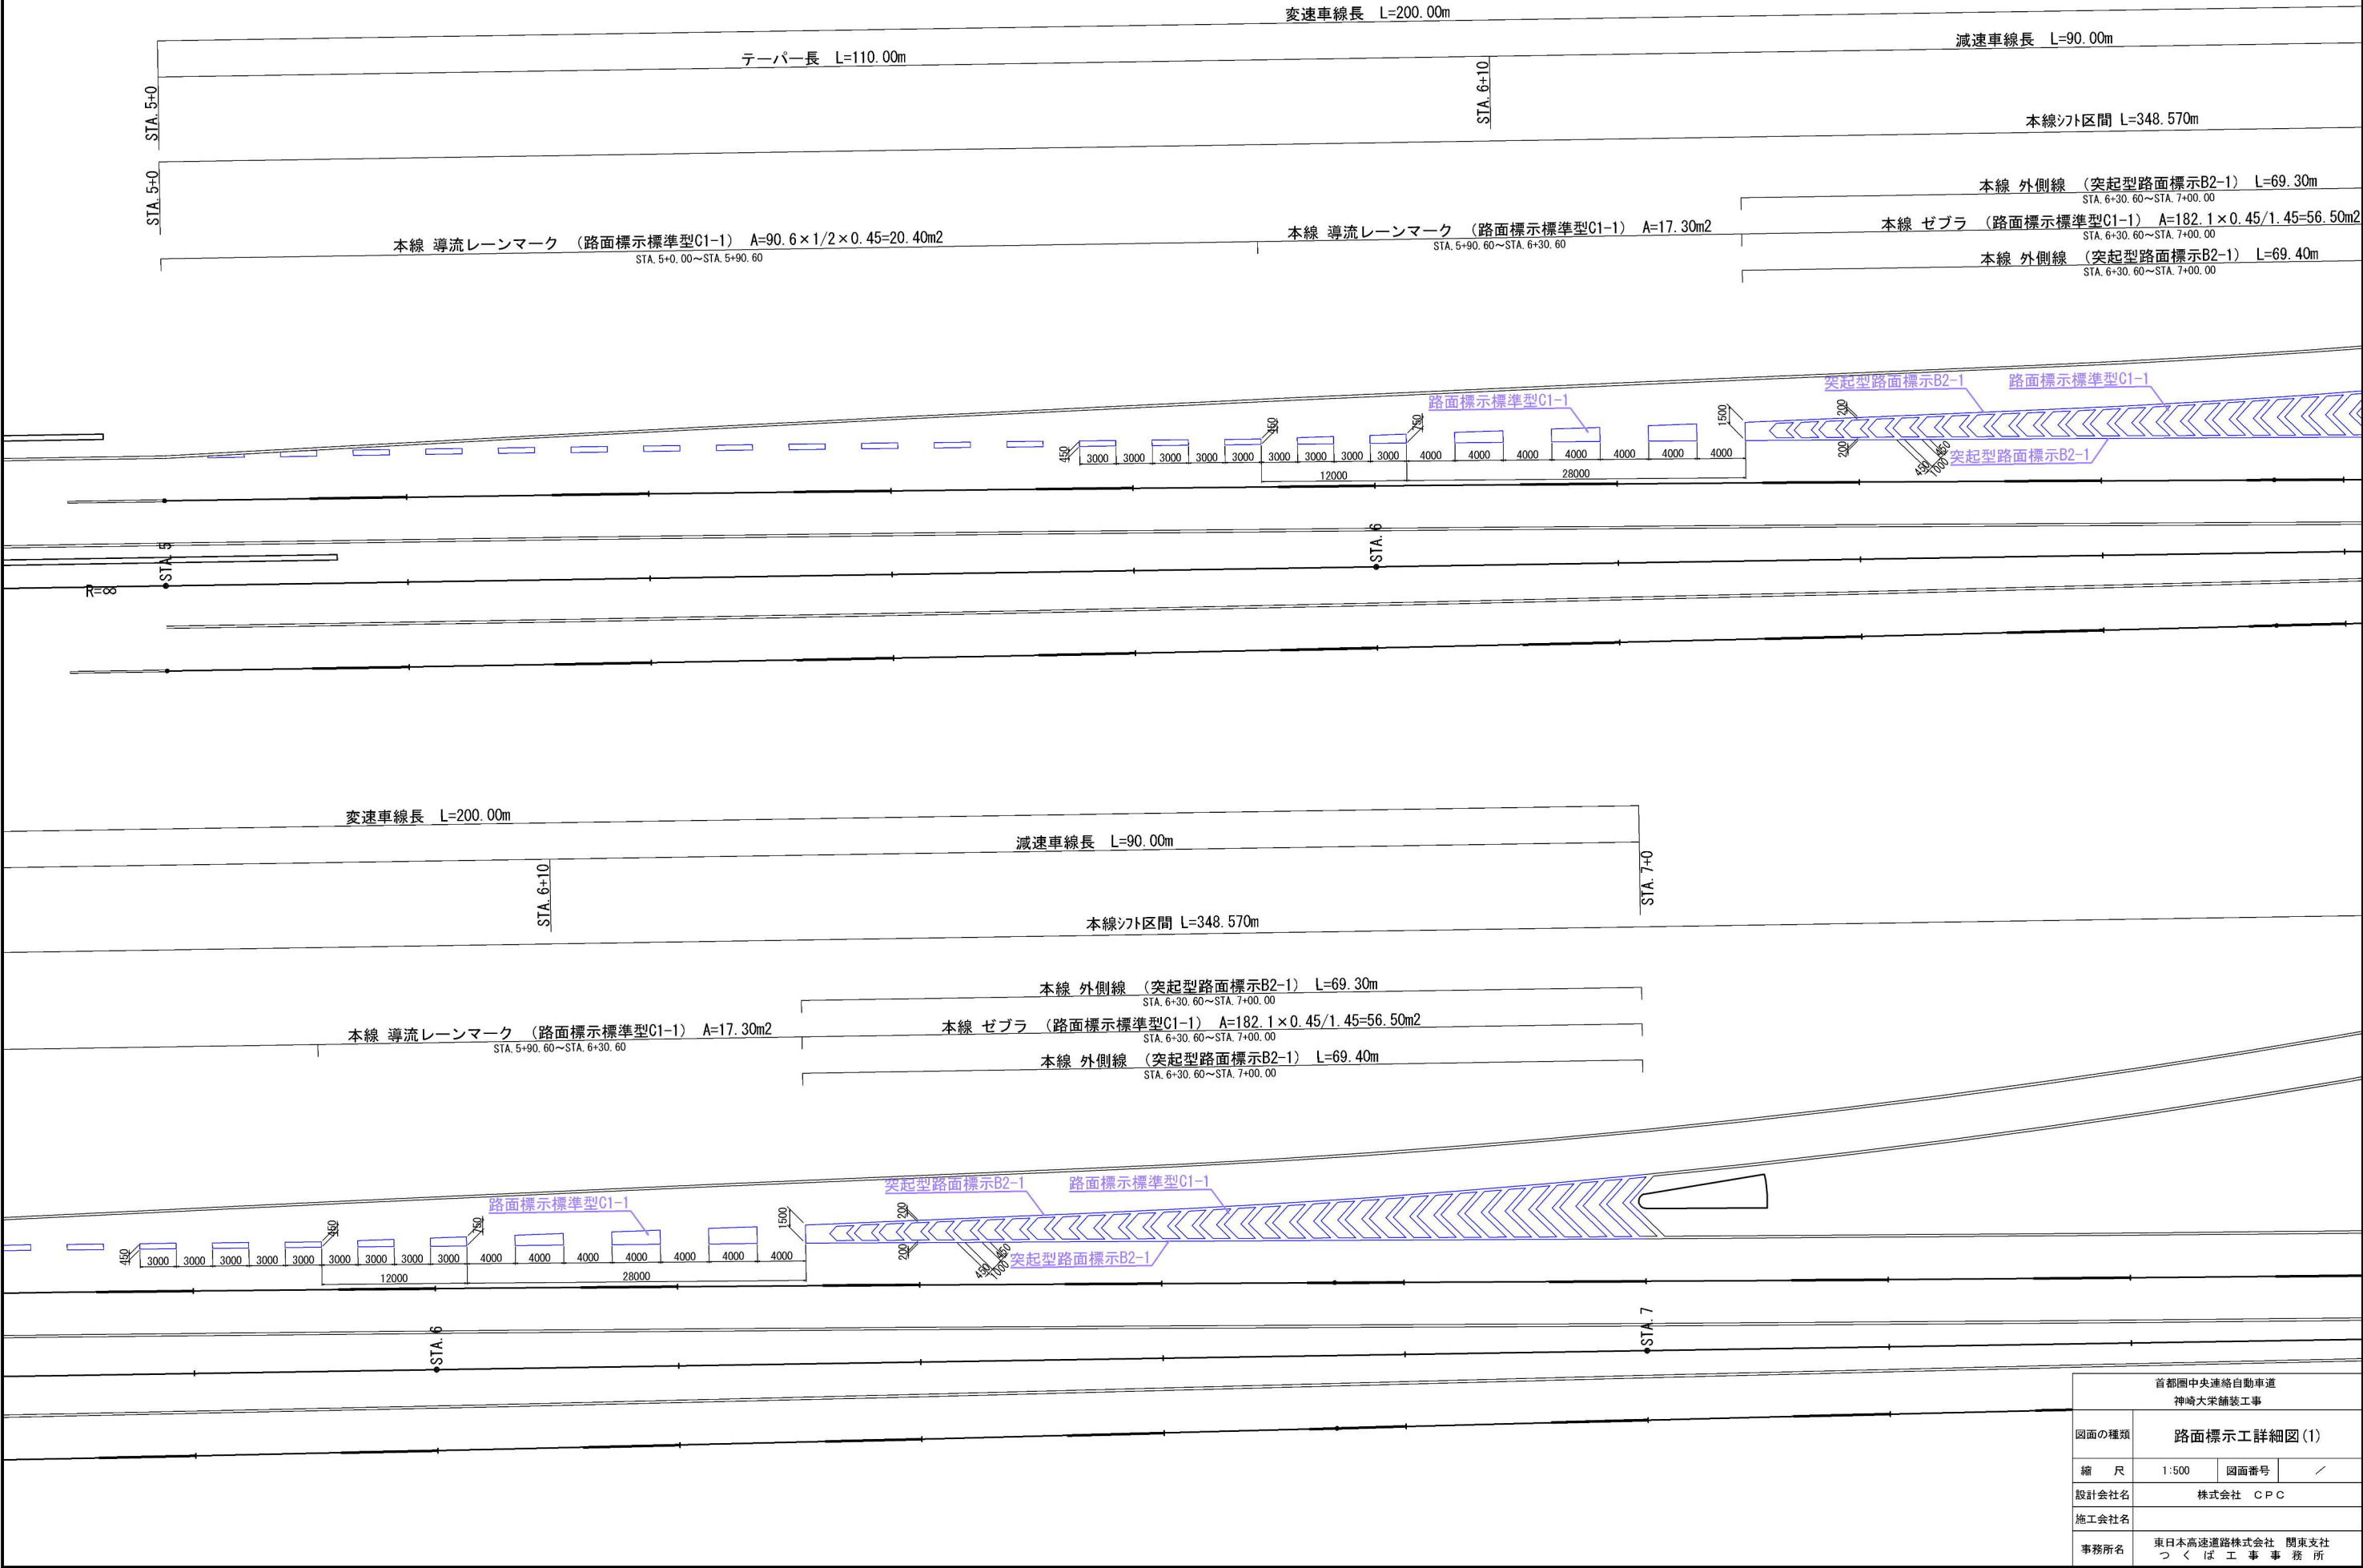 変速車線長 L=200.00m
テーパー長 L=110.00m
減速車線長 L=90.00m
STA. 5+0
STA. 6+10
本線シフト区間 L=348.570m
STA. 5+0
本線 外側線 （突起型路面標示B2-1） L=69.30m
STA. 6+30.60～STA. 7+00.00
本線 導流レーンマーク （路面標示標準型C1-1） A=90.6×1/2×0.45=20.40m2
STA. 5+0.00～STA. 5+90.60
本線 導流レーンマーク （路面標示標準型C1-1） A=17.30m2
STA. 5+90.60～STA. 6+30.60
本線 ゼブラ （路面標示標準型C1-1） A=182.1×0.45/1.45=56.50m2
STA. 6+30.60～STA. 7+00.00
本線 外側線 （突起型路面標示B2-1） L=69.40m
STA. 6+30.60～STA. 7+00.00
路面標示標準型C1-1
突起型路面標示B2-1
路面標示標準型C1-1
450
450
750
1500
200
200
450
1000
450
突起型路面標示B2-1
3000 3000 3000 3000 3000 3000 3000 3000 3000 4000 4000 4000 4000 4000 4000 4000
12000
28000
STA. 5
STA. 6
R=∞
変速車線長 L=200.00m
減速車線長 L=90.00m
STA. 6+10
STA. 7+0
本線シフト区間 L=348.570m
本線 外側線 （突起型路面標示B2-1） L=69.30m
STA. 6+30.60～STA. 7+00.00
本線 導流レーンマーク （路面標示標準型C1-1） A=17.30m2
STA. 5+90.60～STA. 6+30.60
本線 ゼブラ （路面標示標準型C1-1） A=182.1×0.45/1.45=56.50m2
STA. 6+30.60～STA. 7+00.00
本線 外側線 （突起型路面標示B2-1） L=69.40m
STA. 6+30.60～STA. 7+00.00
路面標示標準型C1-1
突起型路面標示B2-1
路面標示標準型C1-1
450
450
750
1500
200
200
450
1000
450
突起型路面標示B2-1
3000 3000 3000 3000 3000 3000 3000 3000 3000 4000 4000 4000 4000 4000 4000 4000
12000
28000
STA. 6
STA. 7
首都圏中央連絡自動車道
神崎大栄舗装工事
図面の種類 路面標示工詳細図(1)
縮 尺 1:500 図面番号 ／
設計会社名 株式会社 ＣＰＣ
施工会社名
事務所名 東日本高速道路株式会社 関東支社
つ く ば 工 事 事 務 所